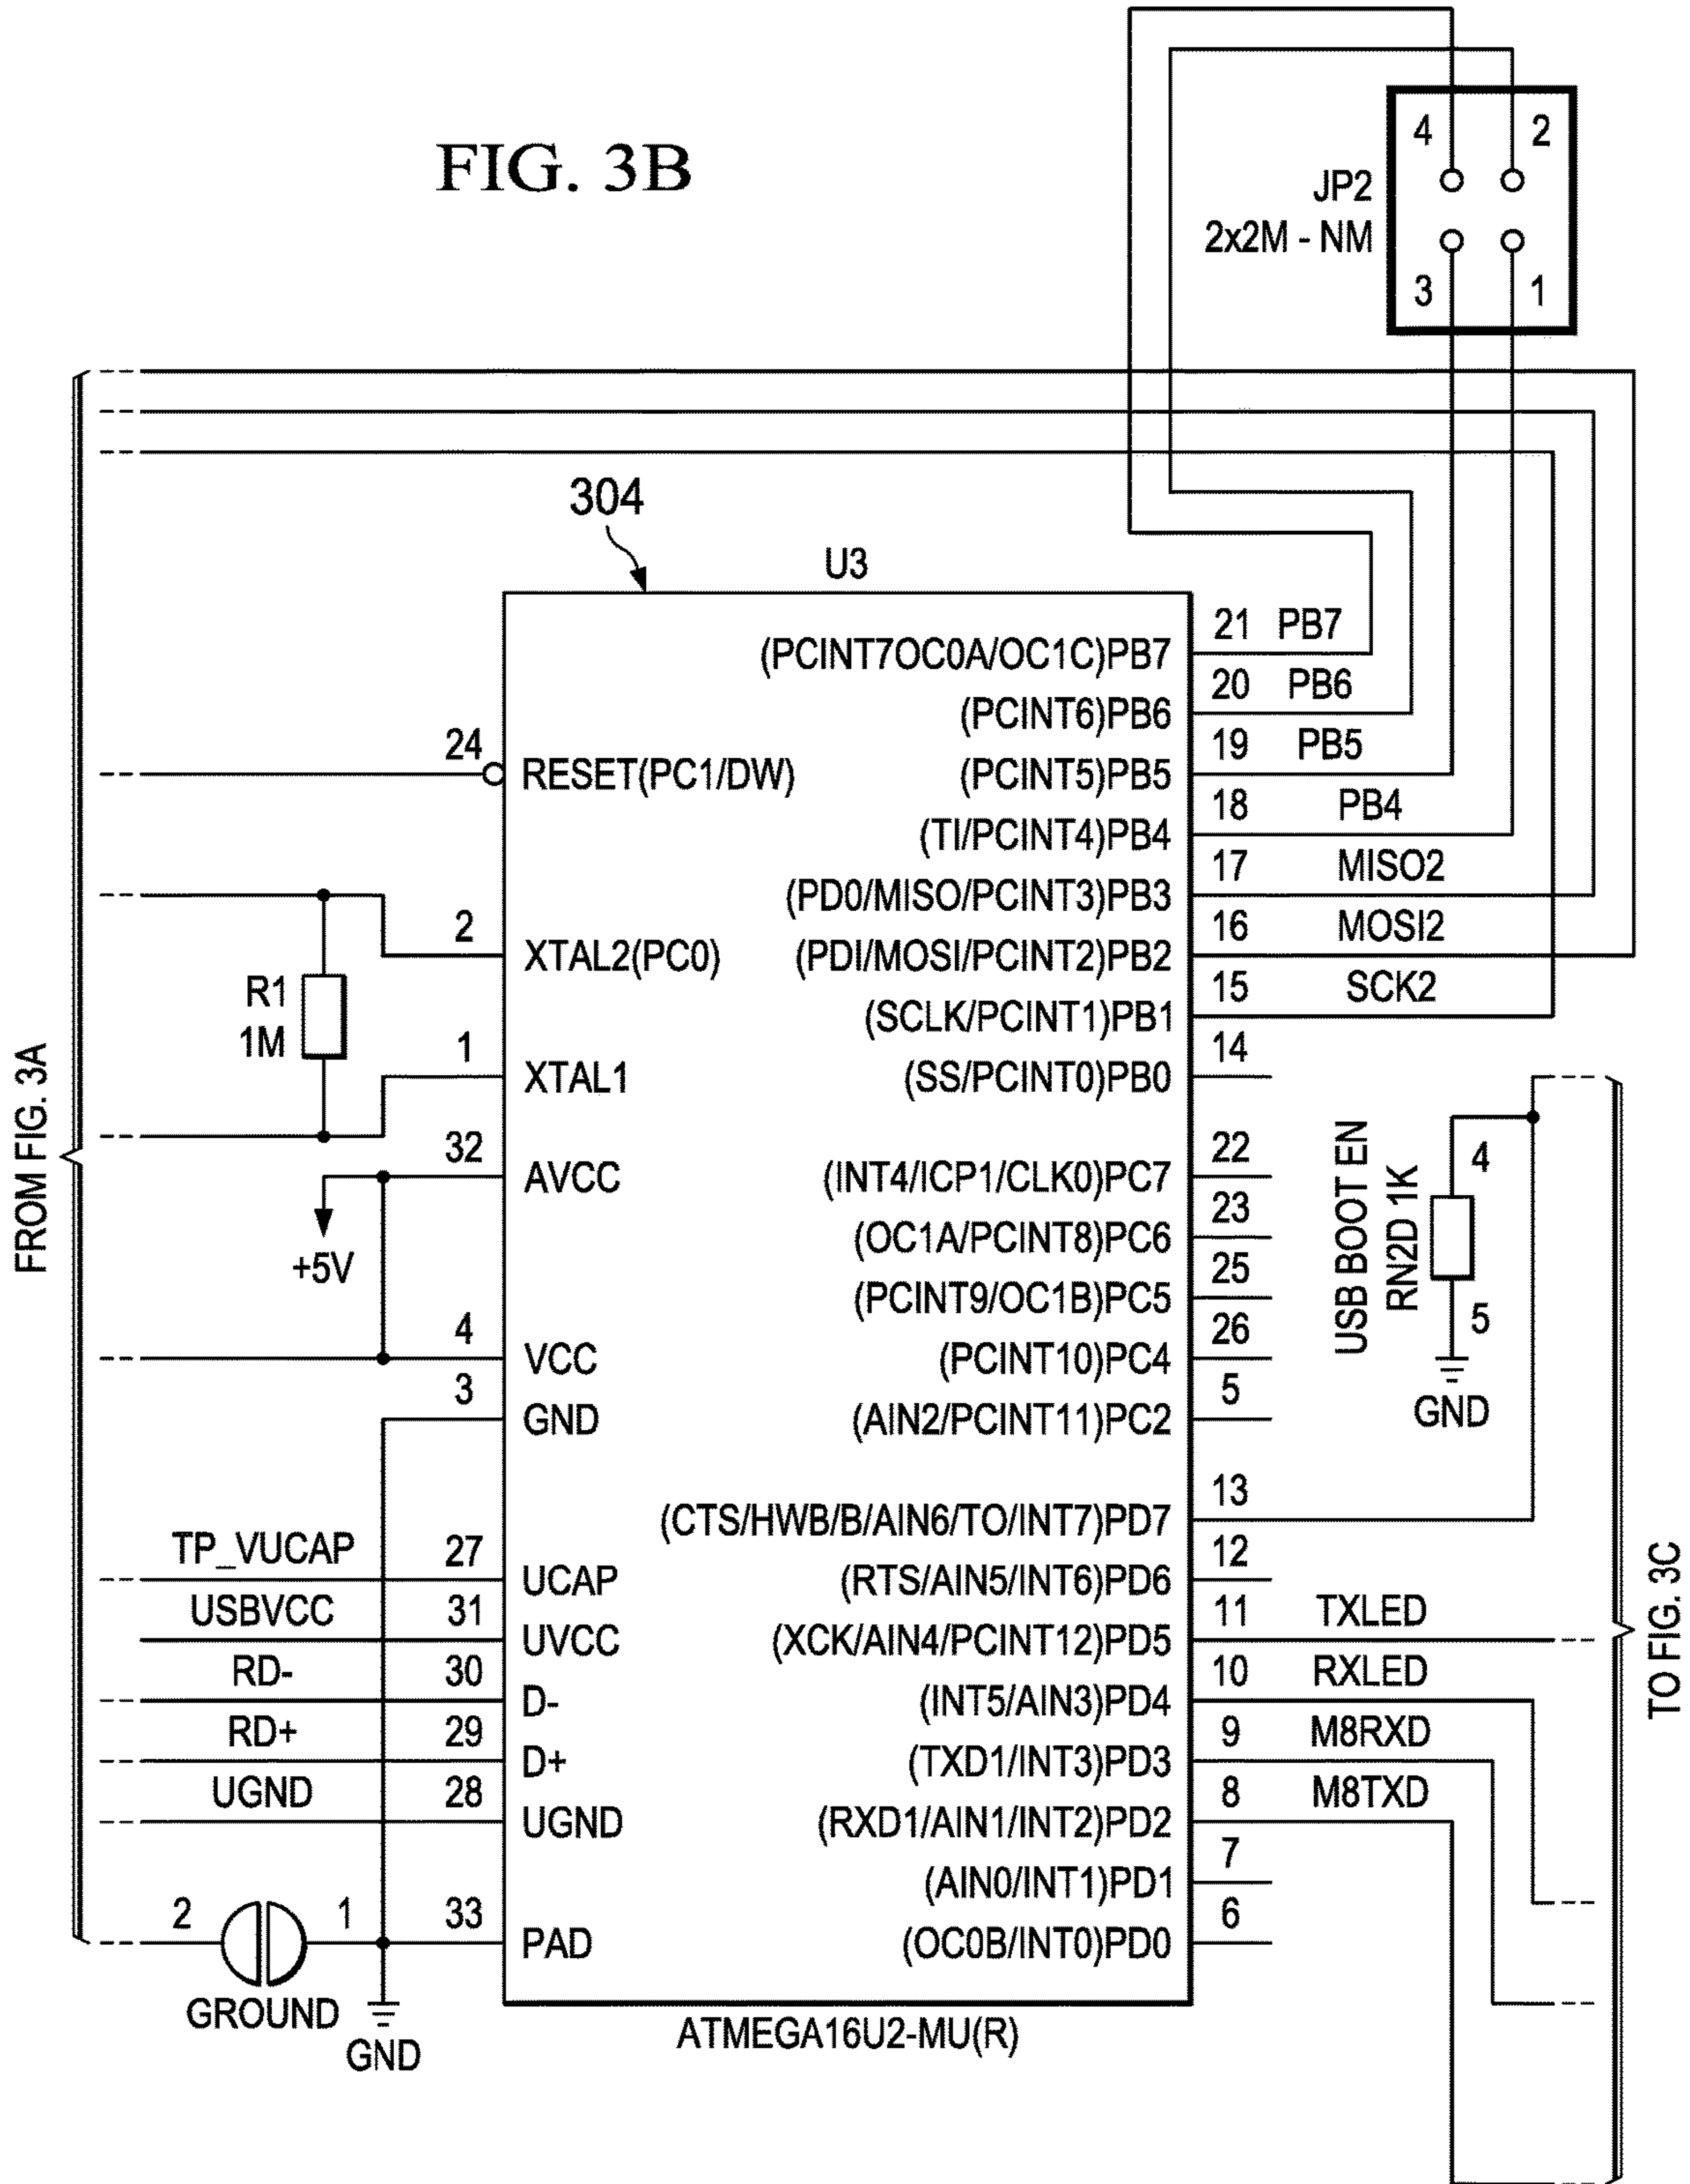 FIG. 3B
4 2
JP2
2x2M - NM
3 1
304
U3
21 PB7
(PCINT7OC0A/OC1C)PB7
20 PB6
(PCINT6)PB6
24
RESET(PC1/DW)
19 PB5
(PCINT5)PB5
18 PB4
(TI/PCINT4)PB4
17 MISO2
(PD0/MISO/PCINT3)PB3
2
XTAL2(PC0)
16 MOSI2
(PDI/MOSI/PCINT2)PB2
R1
1M
15 SCK2
(SCLK/PCINT1)PB1
1
XTAL1
14
(SS/PCINT0)PB0
FROM FIG. 3A
32
AVCC
+5V
22
(INT4/ICP1/CLK0)PC7
23
(OC1A/PCINT8)PC6
25
(PCINT9/OC1B)PC5
USB BOOT EN
RN2D 1K
4
5
GND
4
VCC
26
(PCINT10)PC4
3
GND
5
(AIN2/PCINT11)PC2
13
(CTS/HWB/B/AIN6/TO/INT7)PD7
TP_VUCAP 27
UCAP
12
(RTS/AIN5/INT6)PD6
USBVCC 31
UVCC
11 TXLED
(XCK/AIN4/PCINT12)PD5
RD- 30
D-
10 RXLED
(INT5/AIN3)PD4
RD+ 29
D+
9 M8RXD
(TXD1/INT3)PD3
UGND 28
UGND
8 M8TXD
(RXD1/AIN1/INT2)PD2
7
(AIN0/INT1)PD1
2 1 33
PAD
6
(OC0B/INT0)PD0
GROUND
GND
TO FIG. 3C
ATMEGA16U2-MU(R)